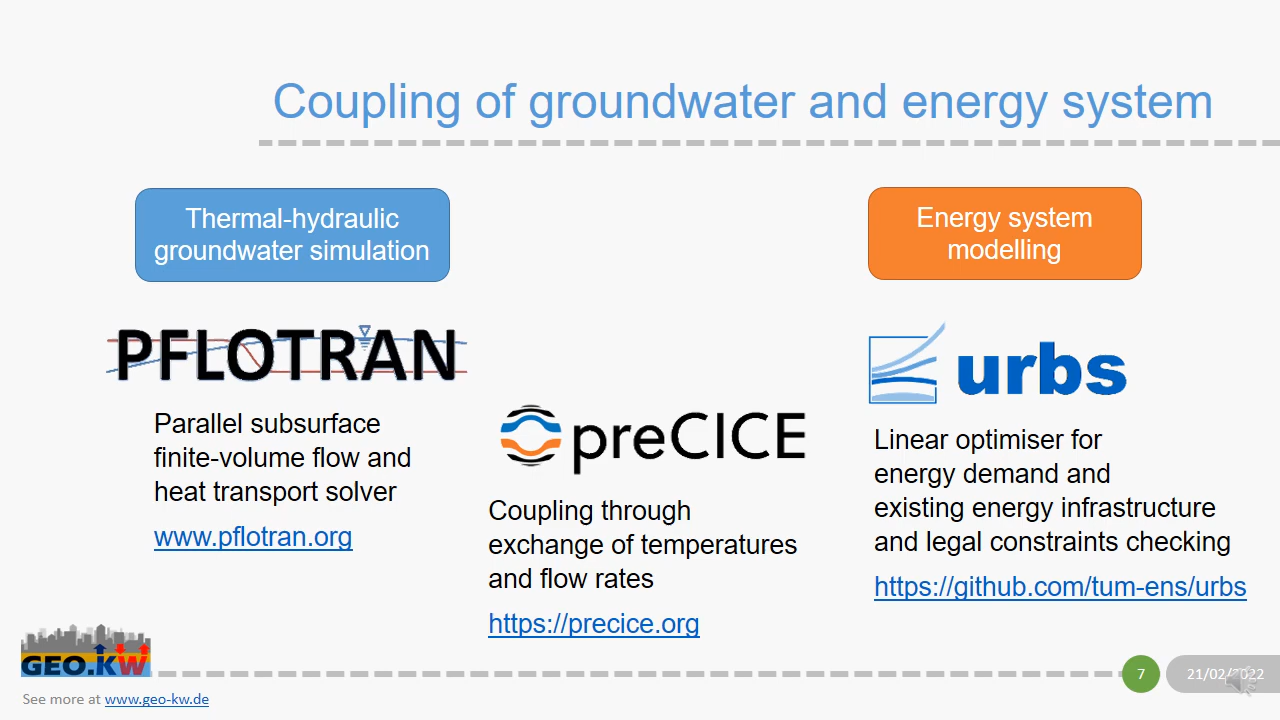 Coupling of groundwater and energy system
Thermal-hydraulic
groundwater simulation
Energy system
modelling
PFLOTRAN
Parallel subsurface
finite-volume flow and
heat transport solver
www.pflotran.org
preCICE
Coupling through
exchange of temperatures
and flow rates
https://precice.org
urbs
Linear optimiser for
energy demand and
existing energy infrastructure
and legal constraints checking
https://github.com/tum-ens/urbs
GEO.KW
See more at www.geo-kw.de
7
21/02/2022